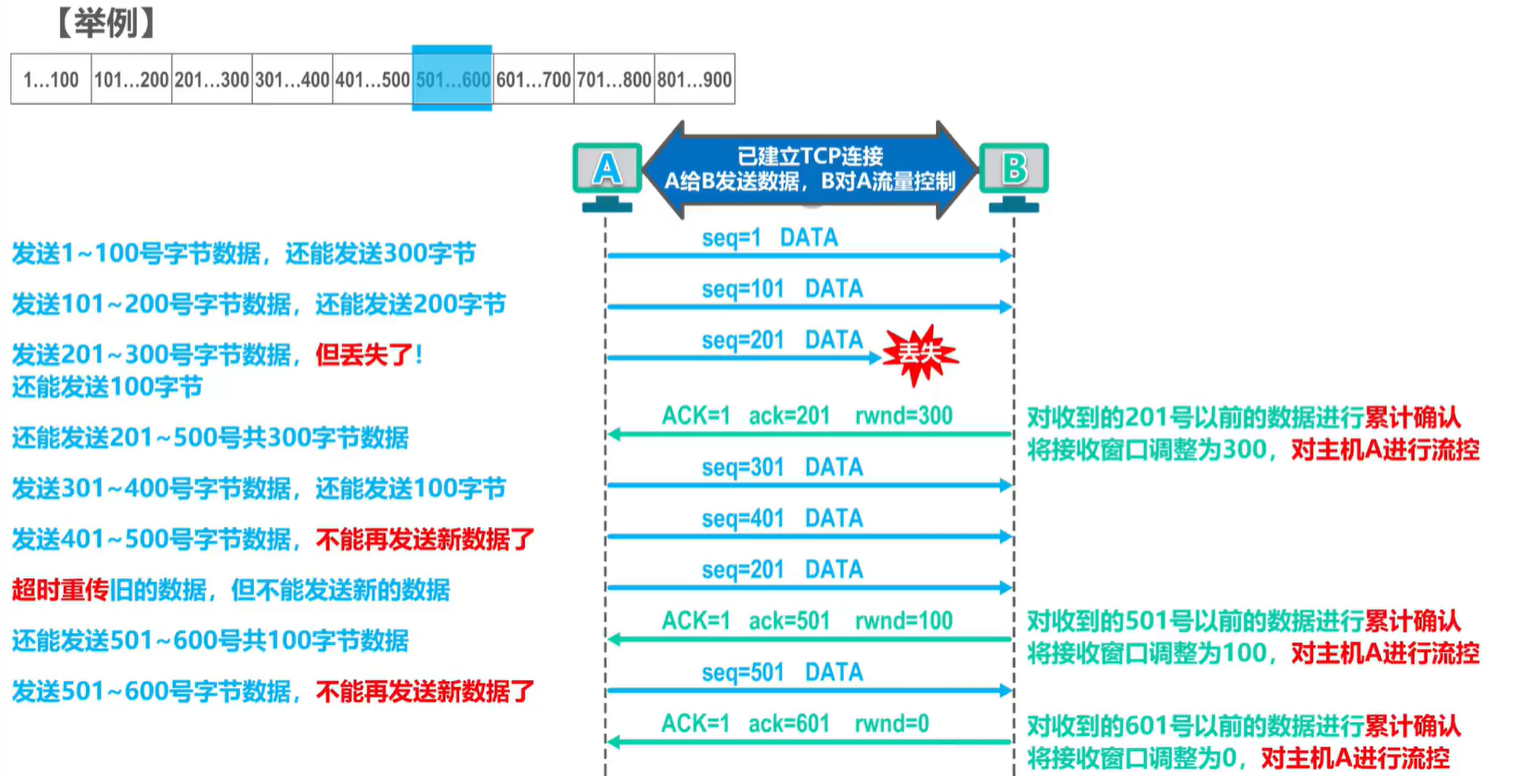 【举例】
1…100 101…200 201…300 301…400 401…500 501…600 601…700 701…800 801…900
A
已建立TCP连接
A给B发送数据，B对A流量控制
B
发送1~100号字节数据，还能发送300字节
seq=1 DATA
发送101~200号字节数据，还能发送200字节
seq=101 DATA
发送201~300号字节数据，但丢失了！
还能发送100字节
seq=201 DATA
丢失
还能发送201~500号共300字节数据
ACK=1 ack=201 rwnd=300
对收到的201号以前的数据进行累计确认
将接收窗口调整为300，对主机A进行流控
发送301~400号字节数据，还能发送100字节
seq=301 DATA
发送401~500号字节数据，不能再发送新数据了
seq=401 DATA
超时重传旧的数据，但不能发送新的数据
seq=201 DATA
还能发送501~600号共100字节数据
ACK=1 ack=501 rwnd=100
对收到的501号以前的数据进行累计确认
将接收窗口调整为100，对主机A进行流控
发送501~600号字节数据，不能再发送新数据了
seq=501 DATA
ACK=1 ack=601 rwnd=0
对收到的601号以前的数据进行累计确认
将接收窗口调整为0，对主机A进行流控